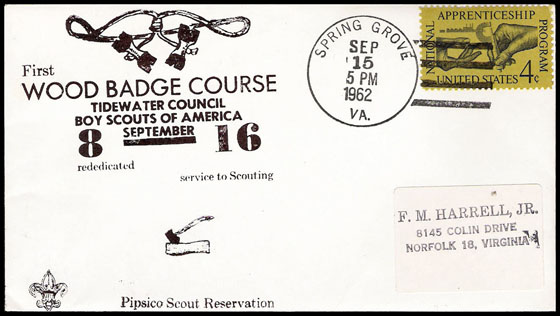 First
WOOD BADGE COURSE
TIDEWATER COUNCIL
BOY SCOUTS OF AMERICA
8 SEPTEMBER 16
rededicated
service to Scouting
Pipsico Scout Reservation
SPRING GROVE
SEP
15
5 PM
1962
VA.
NATIONAL
APPRENTICESHIP
PROGRAM
UNITED STATES 4¢
F. M. HARRELL, JR.
8145 COLIN DRIVE
NORFOLK 18, VIRGINIA